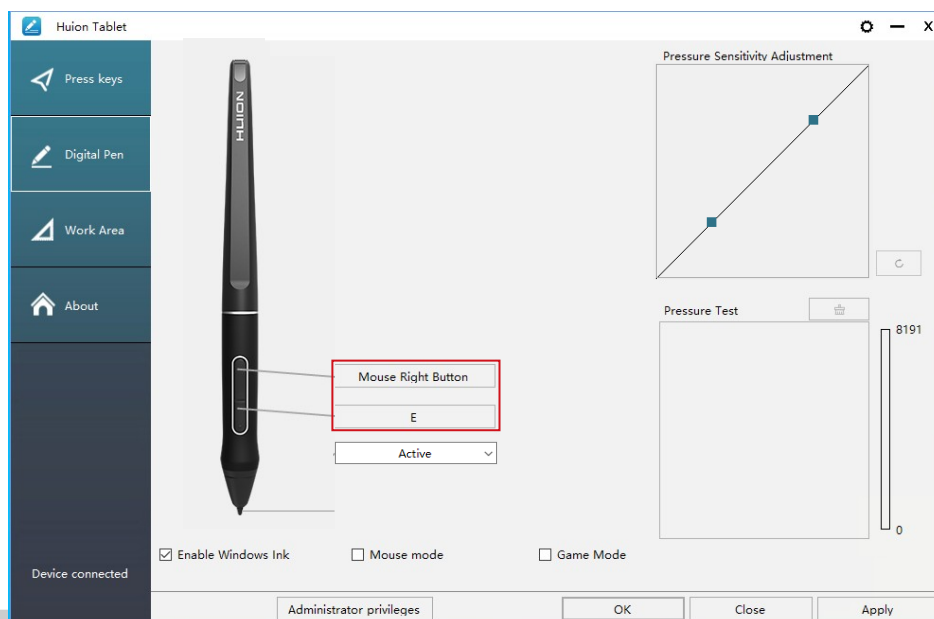 Huion Tablet
X
Press keys
Digital Pen
Work Area
About
Device connected
HUION
Mouse Right Button
E
Active
Pressure Sensitivity Adjustment
Pressure Test
8191
0
Enable Windows Ink
Mouse mode
Game Mode
Administrator privileges
OK
Close
Apply